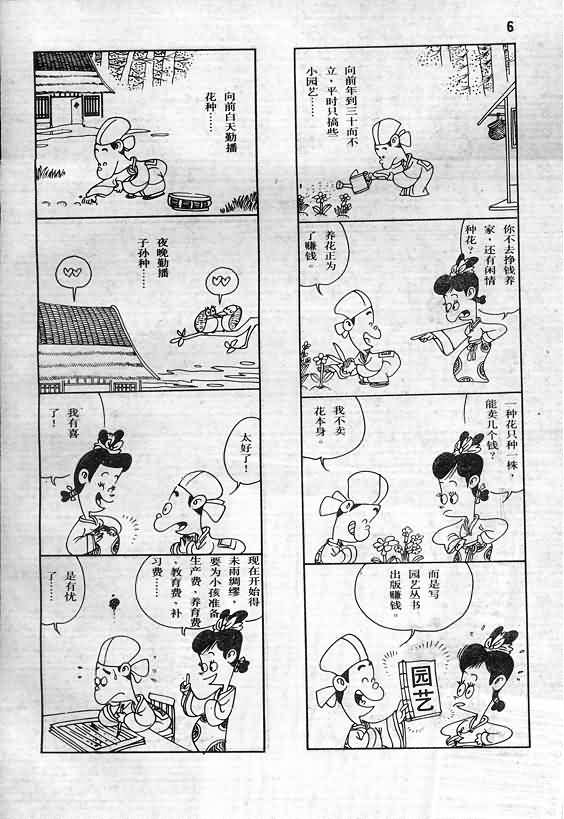 6
向前年到三十而不
立，平时只搞些
小园艺……
你不去挣钱养
家，还有闲情
种花？
养花正为
了赚钱。
一种花只种一株，
能卖几个钱？
我不卖
花本身。
而是写
园艺丛书
出版赚钱。
园艺
向前白天勤播
花种……
夜晚勤播
子孙种……
我有喜
了！
太好了！
现在开始得
未雨绸缪，
要为小孩准备
生产费、养育费
、教育费、补
习费……
是有忧
了……